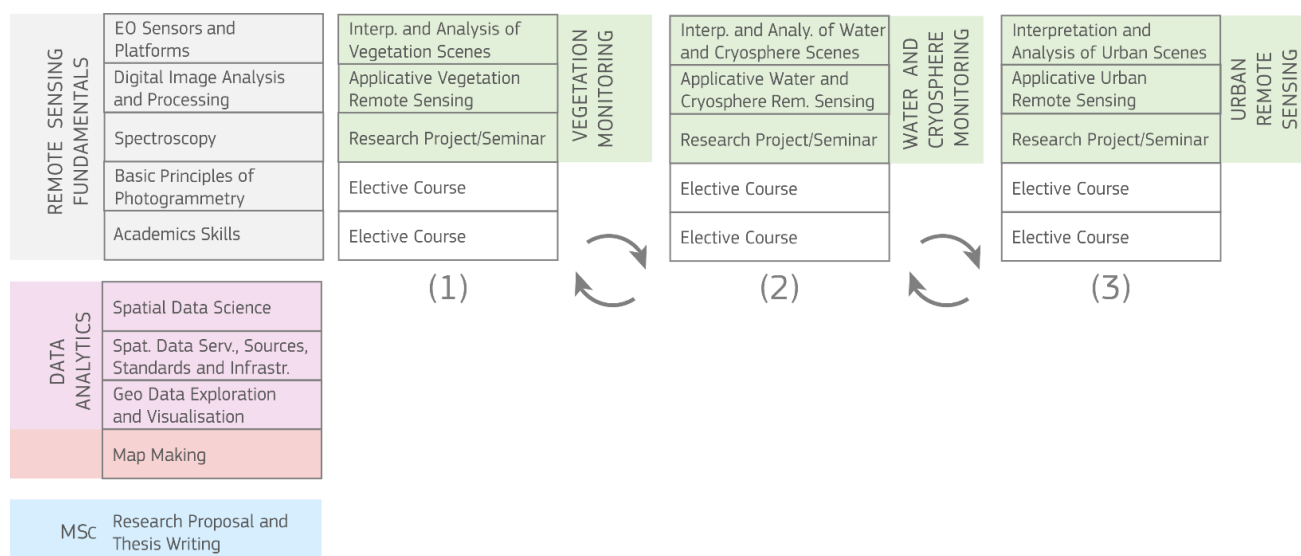 REMOTE SENSING
FUNDAMENTALS
EO Sensors and
Platforms
Digital Image Analysis
and Processing
Spectroscopy
Basic Principles of
Photogrammetry
Academics Skills
Interp. and Analysis of
Vegetation Scenes
Applicative Vegetation
Remote Sensing
Research Project/Seminar
Elective Course
Elective Course
(1)
VEGETATION
MONITORING
Interp. and Analy. of Water
and Cryosphere Scenes
Applicative Water and
Cryosphere Rem. Sensing
Research Project/Seminar
Elective Course
Elective Course
(2)
WATER AND
CRYOSPHERE
MONITORING
Interpretation and
Analysis of Urban Scenes
Applicative Urban
Remote Sensing
Research Project/Seminar
Elective Course
Elective Course
(3)
URBAN
REMOTE
SENSING
DATA
ANALYTICS
Spatial Data Science
Spat. Data Serv., Sources,
Standards and Infrastr.
Geo Data Exploration
and Visualisation
Map Making
MSc
Research Proposal and
Thesis Writing